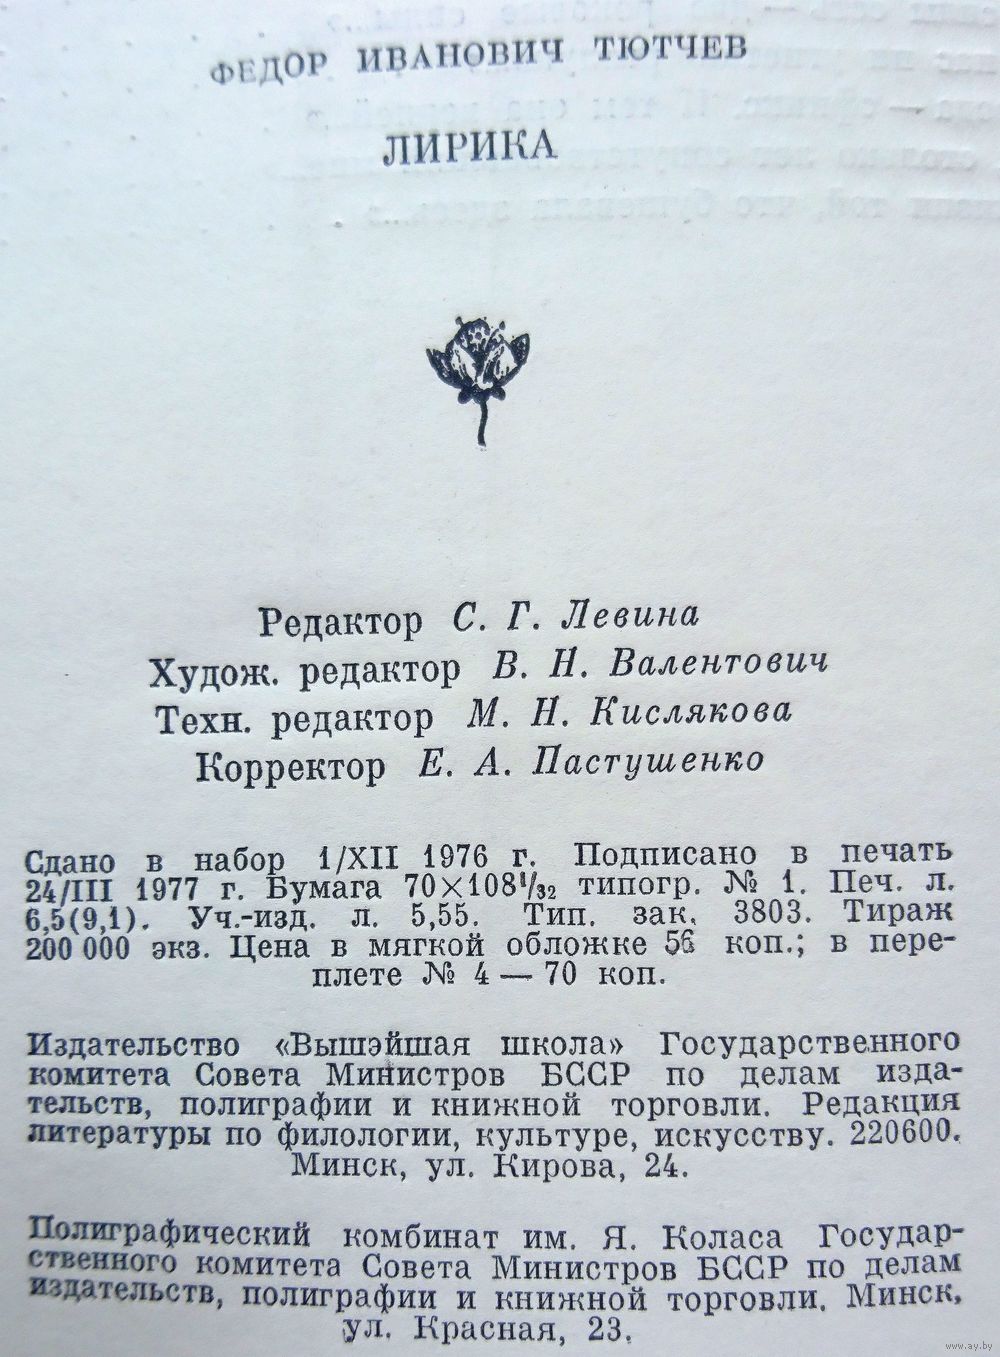 ФЕДОР ИВАНОВИЧ ТЮТЧЕВ
ЛИРИКА
Редактор С. Г. Левина
Худож. редактор В. Н. Валентович
Техн. редактор М. Н. Кислякова
Корректор Е. А. Пастушенко
Сдано в набор 1/XII 1976 г. Подписано в печать
24/III 1977 г. Бумага 70×108¹/₃₂ типогр. № 1. Печ. л.
6,5(9,1). Уч.-изд. л. 5,55. Тип. зак. 3803. Тираж
200 000 экз. Цена в мягкой обложке 56 коп.; в пере-
плете № 4 — 70 коп.
Издательство «Вышэйшая школа» Государственного
комитета Совета Министров БССР по делам изда-
тельств, полиграфии и книжной торговли. Редакция
литературы по филологии, культуре, искусству. 220600.
Минск, ул. Кирова, 24.
Полиграфический комбинат им. Я. Коласа Государ-
ственного комитета Совета Министров БССР по делам
издательств, полиграфии и книжной торговли. Минск,
ул. Красная, 23.
www.ay.by